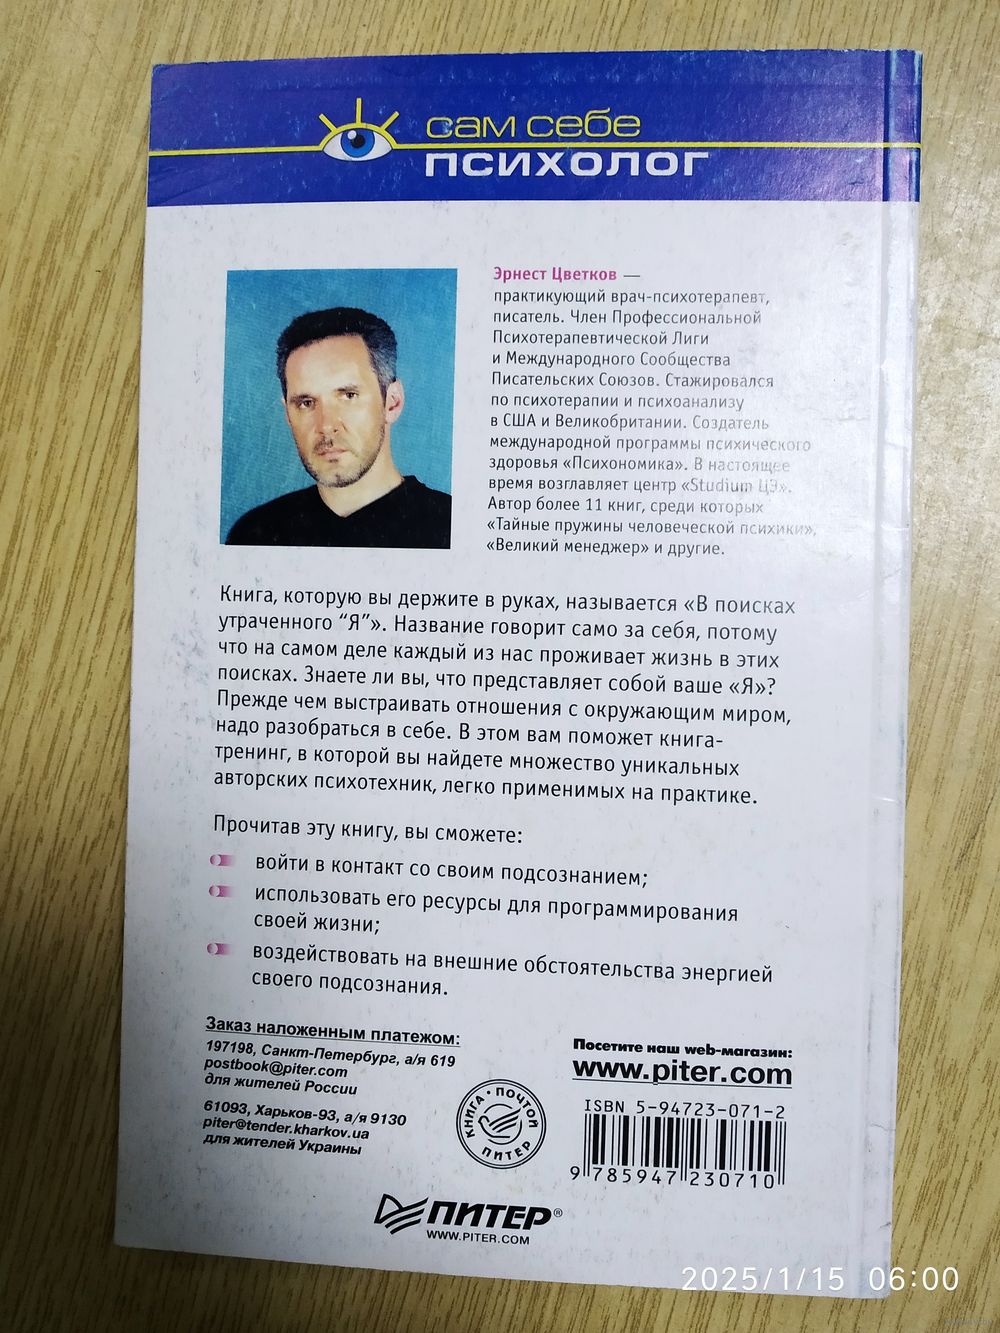 сам себе
психолог
Эрнест Цветков —
практикующий врач-психотерапевт,
писатель. Член Профессиональной
Психотерапевтической Лиги
и Международного Сообщества
Писательских Союзов. Стажировался
по психотерапии и психоанализу
в США и Великобритании. Создатель
международной программы психического
здоровья «Психономика». В настоящее
время возглавляет центр «Studium ЦЭ».
Автор более 11 книг, среди которых
«Тайные пружины человеческой психики»,
«Великий менеджер» и другие.
Книга, которую вы держите в руках, называется «В поисках
утраченного “Я”». Название говорит само за себя, потому
что на самом деле каждый из нас проживает жизнь в этих
поисках. Знаете ли вы, что представляет собой ваше «Я»?
Прежде чем выстраивать отношения с окружающим миром,
надо разобраться в себе. В этом вам поможет книга-
тренинг, в которой вы найдете множество уникальных
авторских психотехник, легко применимых на практике.
Прочитав эту книгу, вы сможете:
войти в контакт со своим подсознанием;
использовать его ресурсы для программирования
своей жизни;
воздействовать на внешние обстоятельства энергией
своего подсознания.
Заказ наложенным платежом:
197198, Санкт-Петербург, а/я 619
postbook@piter.com
для жителей России
61093, Харьков-93, а/я 9130
piter@tender.kharkov.ua
для жителей Украины
КНИГА • ПОЧТОЙ
ПИТЕР
Посетите наш web-магазин:
www.piter.com
ISBN 5-94723-071-2
9 785947 230710
ПИТЕР®
WWW.PITER.COM
2025/1/15 06:00